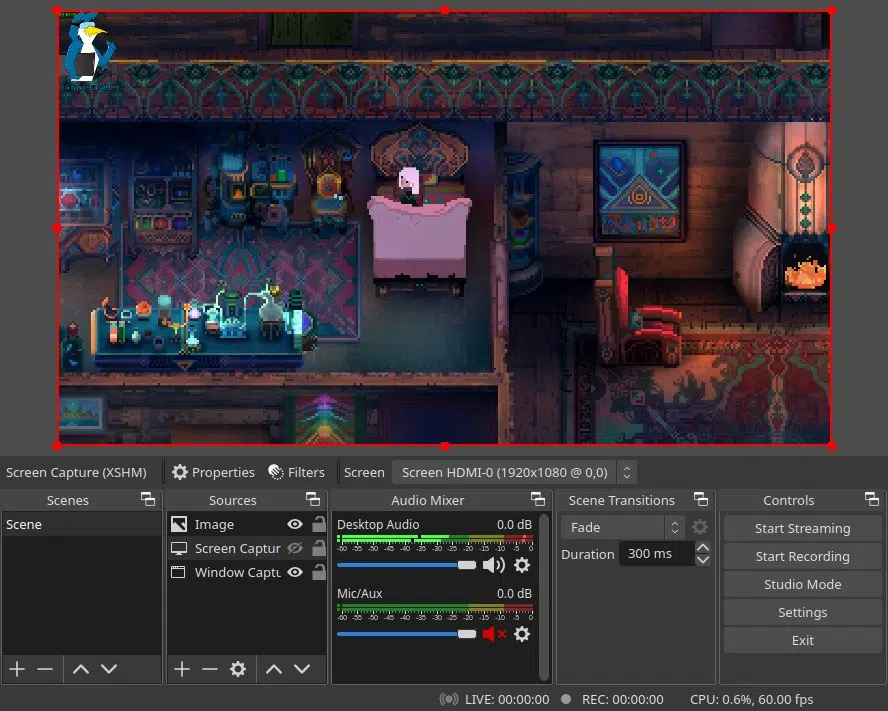 Screen Capture (XSHM)
Properties
Filters
Screen
Screen HDMI-0 (1920x1080 @ 0,0)
Scenes
Scene
Sources
Image
Screen Captur
Window Captu
Audio Mixer
Desktop Audio
0.0 dB
-60 -55 -50 -45 -40 -35 -30 -25 -20 -15 -10 -5 0
Mic/Aux
0.0 dB
-60 -55 -50 -45 -40 -35 -30 -25 -20 -15 -10 -5 0
Scene Transitions
Fade
Duration
300 ms
Controls
Start Streaming
Start Recording
Studio Mode
Settings
Exit
LIVE: 00:00:00
REC: 00:00:00
CPU: 0.6%, 60.00 fps